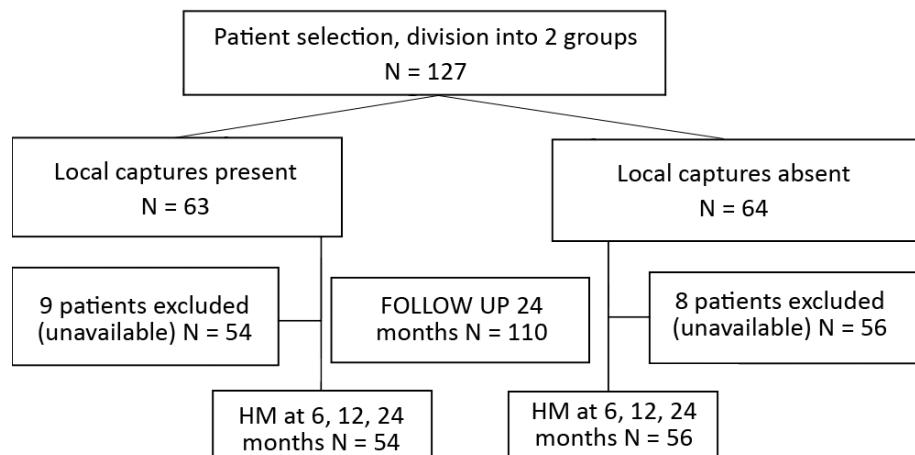 Patient selection, division into 2 groups
N = 127
Local captures present
N = 63
Local captures absent
N = 64
9 patients excluded
(unavailable) N = 54
FOLLOW UP 24
months N = 110
8 patients excluded
(unavailable) N = 56
HM at 6, 12, 24
months N = 54
HM at 6, 12, 24
months N = 56